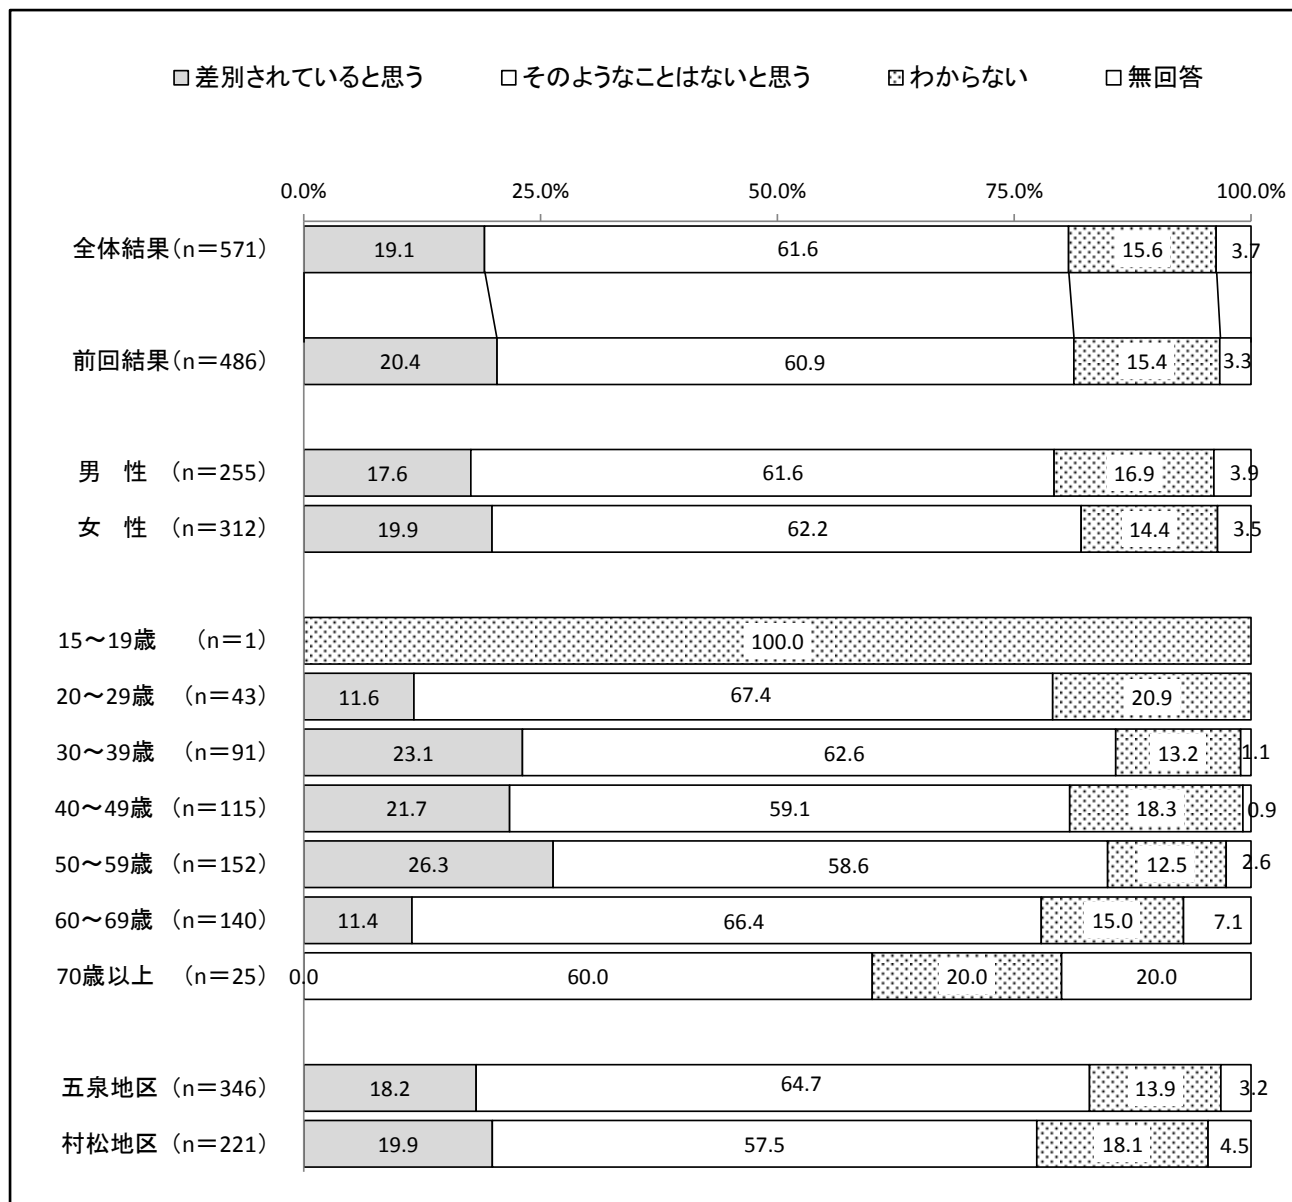 差別されていると思う そのようなことはないと思う わからない 無回答
0.0% 25.0% 50.0% 75.0% 100.0%
全体結果(n=571) 19.1 61.6 15.6 3.7
前回結果(n=486) 20.4 60.9 15.4 3.3
男 性 (n=255) 17.6 61.6 16.9 3.9
女 性 (n=312) 19.9 62.2 14.4 3.5
15～19歳 (n=1) 100.0
20～29歳 (n=43) 11.6 67.4 20.9
30～39歳 (n=91) 23.1 62.6 13.2 1.1
40～49歳 (n=115) 21.7 59.1 18.3 0.9
50～59歳 (n=152) 26.3 58.6 12.5 2.6
60～69歳 (n=140) 11.4 66.4 15.0 7.1
70歳以上 (n=25) 0.0 60.0 20.0 20.0
五泉地区 (n=346) 18.2 64.7 13.9 3.2
村松地区 (n=221) 19.9 57.5 18.1 4.5